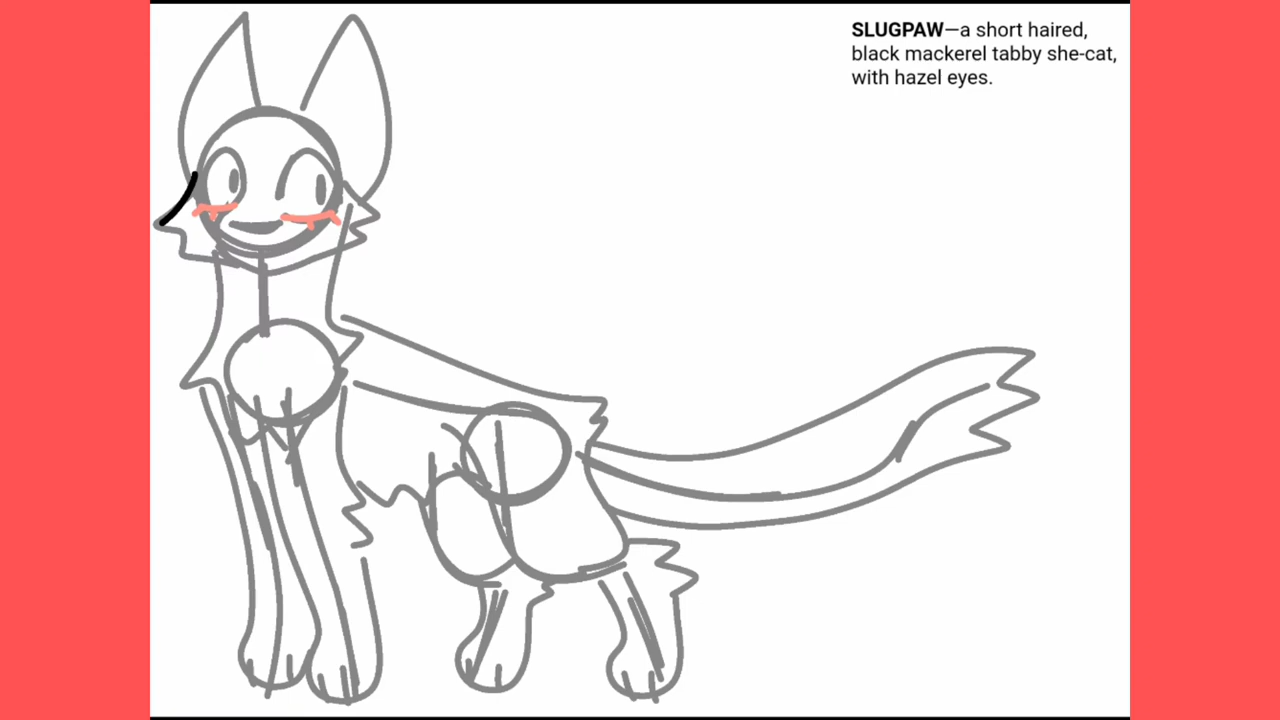 SLUGPAW—a short haired,
black mackerel tabby she-cat,
with hazel eyes.